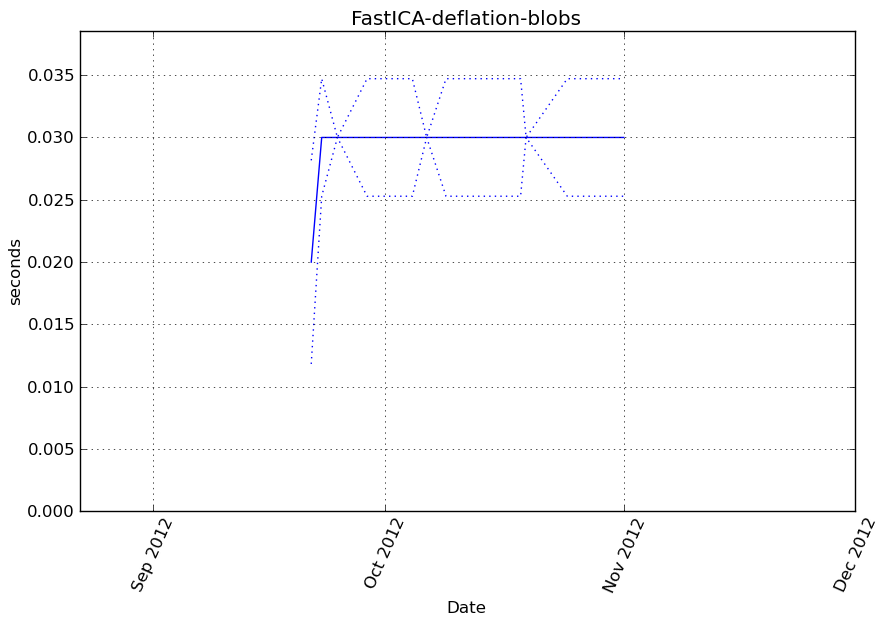 FastICA-deflation-blobs
0.035
0.030
0.025
0.020
0.015
0.010
0.005
0.000
seconds
Sep 2012
Oct 2012
Nov 2012
Dec 2012
Date